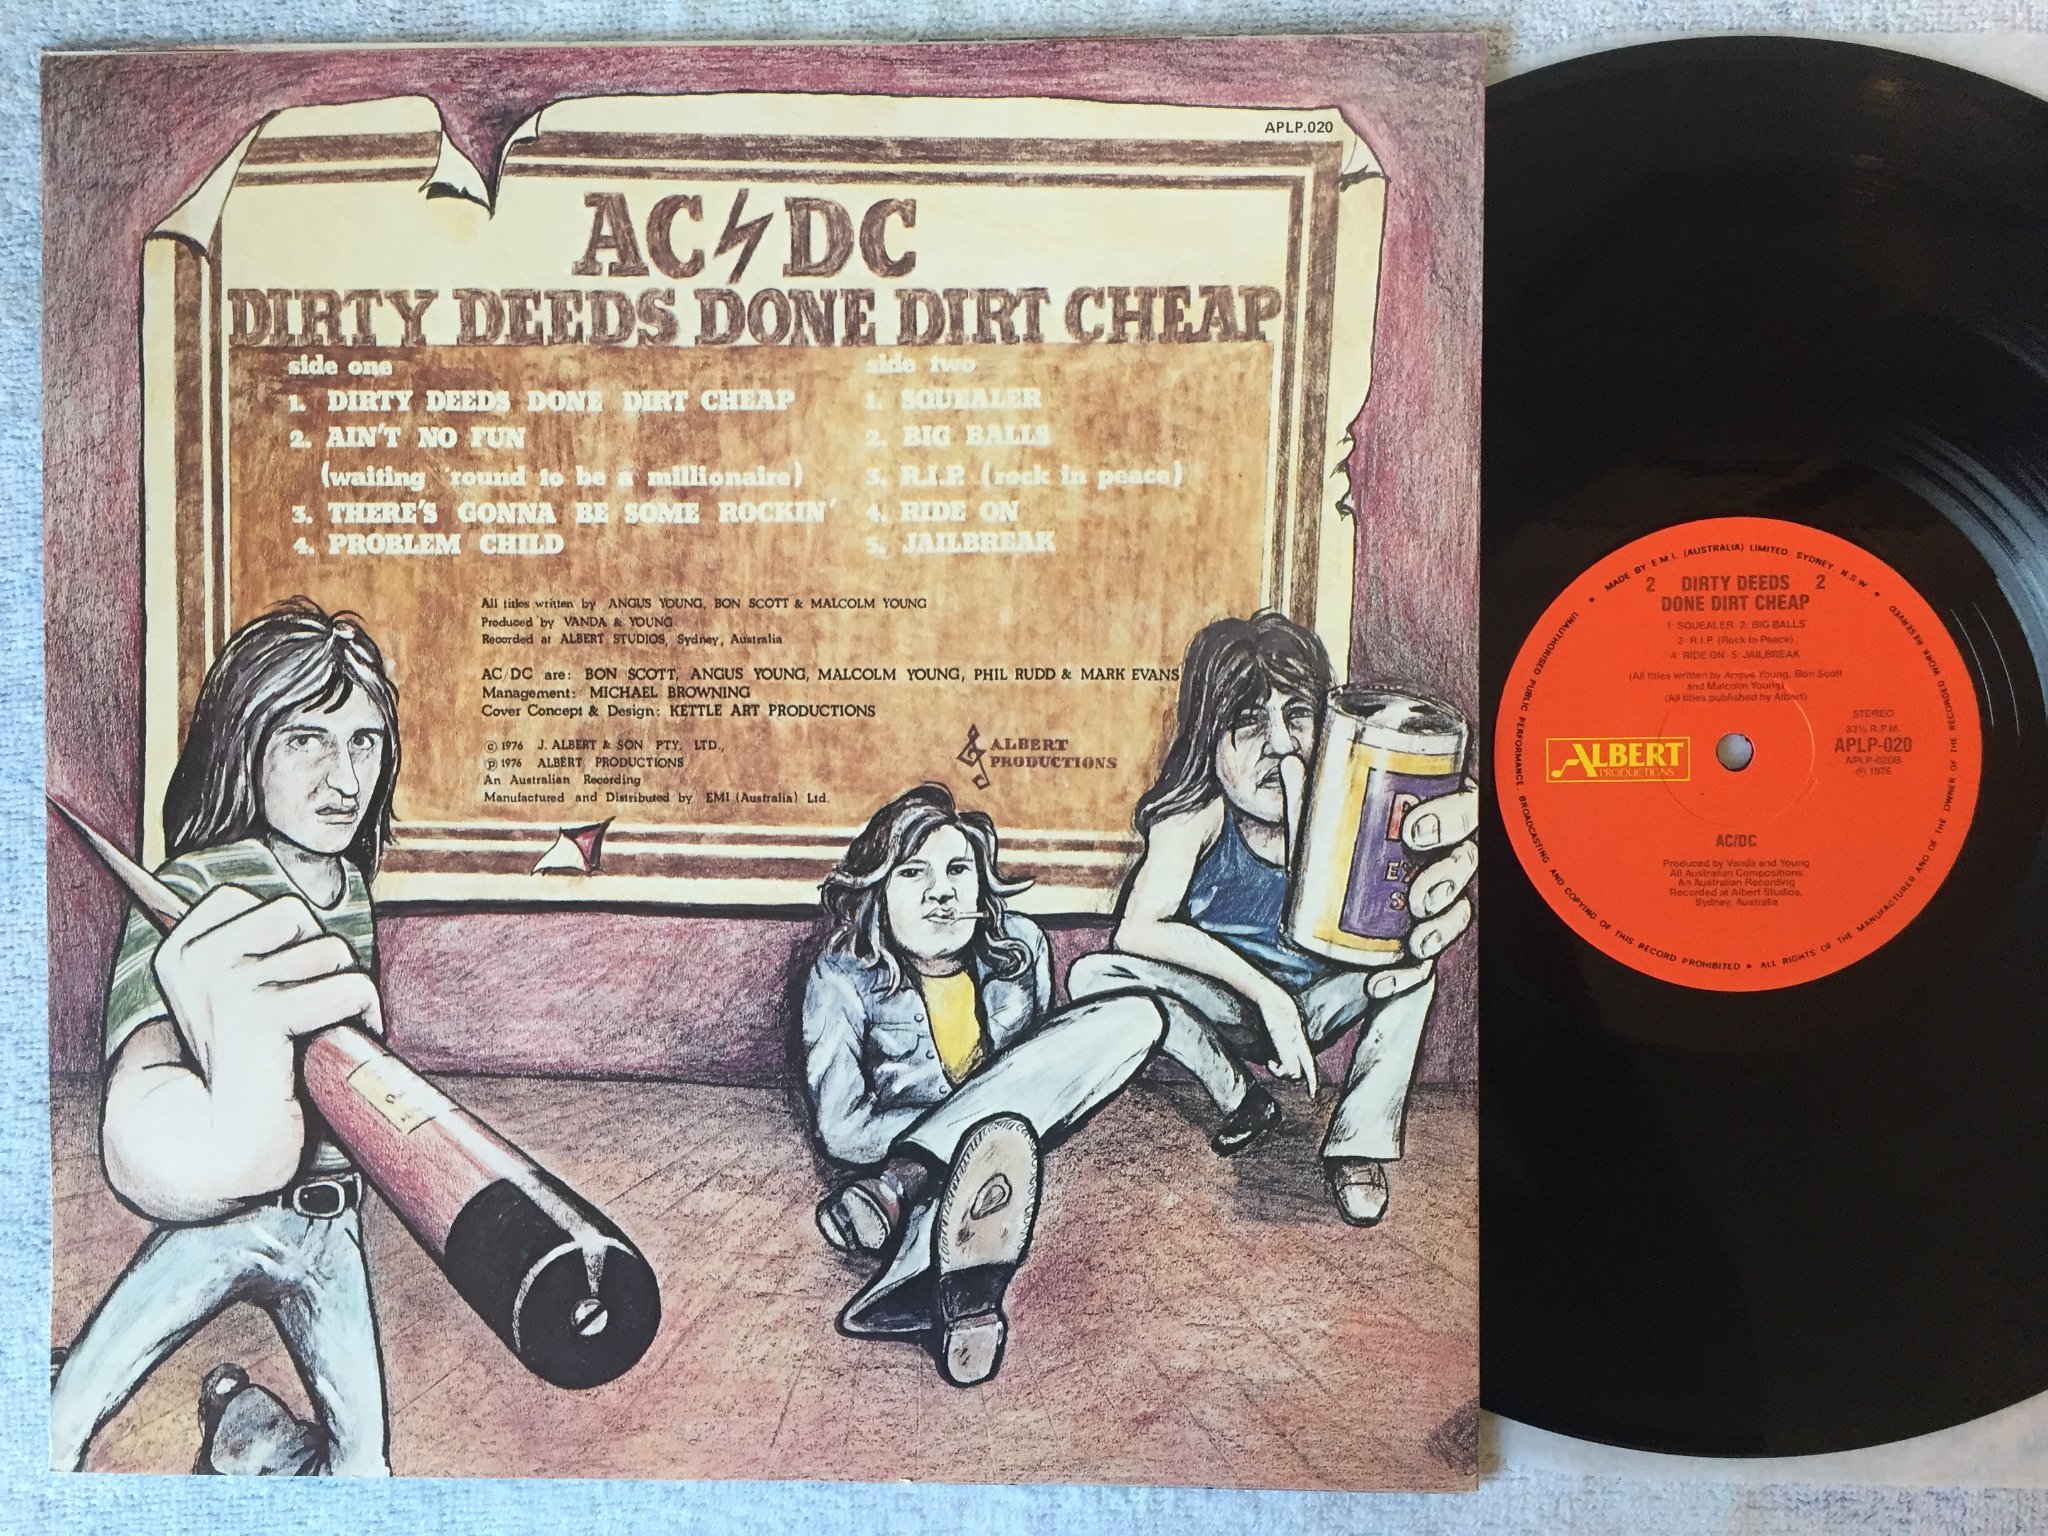 APLP.020
AC DC
DIRTY DEEDS DONE DIRT CHEAP
side one
1. DIRTY DEEDS DONE DIRT CHEAP
2. AIN'T NO FUN
(waiting 'round to be a millionaire)
3. THERE'S GONNA BE SOME ROCKIN'
4. PROBLEM CHILD
side two
1. SQUEALER
2. BIG BALLS
3. R.I.P. (rock in peace)
4. RIDE ON
5. JAILBREAK
All titles written by ANGUS YOUNG, BON SCOTT & MALCOLM YOUNG
Produced by VANDA & YOUNG
Recorded at ALBERT STUDIOS, Sydney, Australia
AC/DC are: BON SCOTT, ANGUS YOUNG, MALCOLM YOUNG, PHIL RUDD & MARK EVANS
Management: MICHAEL BROWNING
Cover Concept & Design: KETTLE ART PRODUCTIONS
© 1976 J. ALBERT & SON PTY. LTD.,
℗ 1976 ALBERT PRODUCTIONS
An Australian Recording
Manufactured and Distributed by EMI (Australia) Ltd.
ALBERT
PRODUCTIONS
MADE BY E.M.I. (AUSTRALIA) LIMITED, SYDNEY, N.S.W. •
UNAUTHORISED PUBLIC PERFORMANCE, BROADCASTING AND COPYING OF THIS RECORD PROHIBITED • ALL RIGHTS OF THE MANUFACTURER AND OF THE OWNER OF THE RECORDED WORK RESERVED •
2 DIRTY DEEDS 2
DONE DIRT CHEAP
1. SQUEALER 2. BIG BALLS
3. R.I.P. (Rock In Peace)
4. RIDE ON 5. JAILBREAK
(All titles written by Angus Young, Bon Scott
and Malcolm Young)
(All titles published by Albert)
ALBERT
PRODUCTIONS
STEREO
33⅓ R.P.M.
APLP-020
APLP-020B
℗ 1976
AC/DC
Produced by Vanda and Young
All Australian Compositions
An Australian Recording
Recorded at Albert Studios,
Sydney, Australia